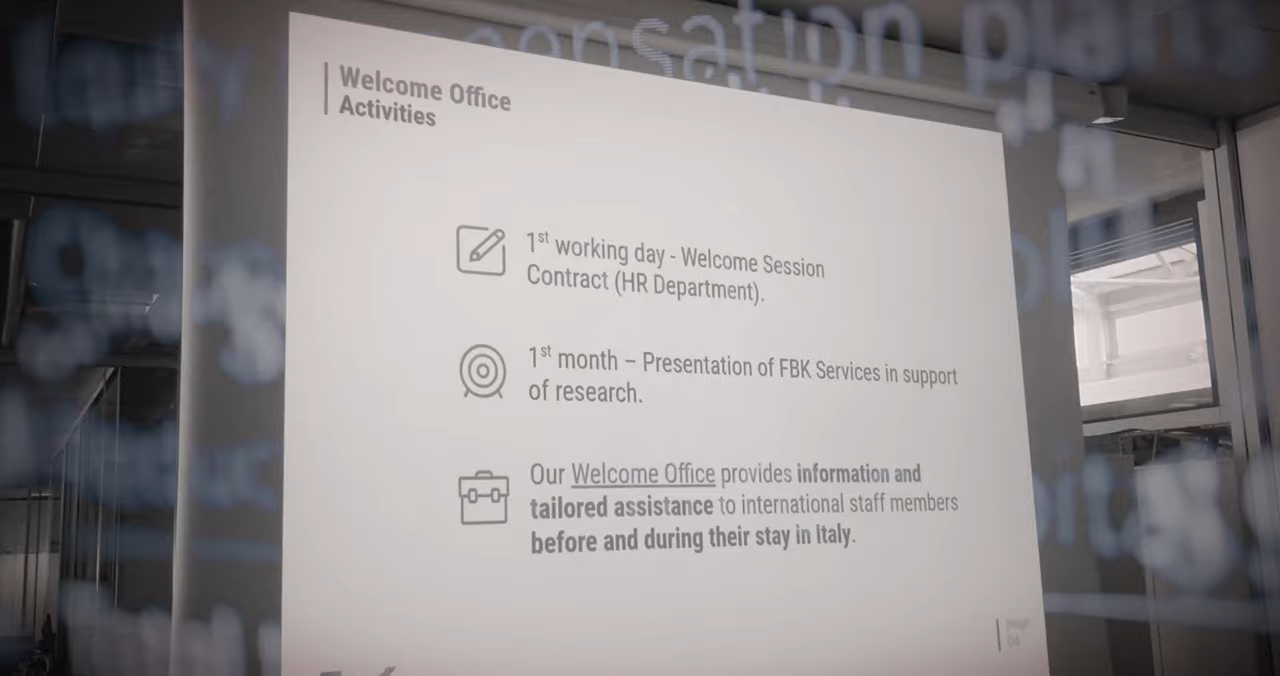 ensation plans
Welcome Office
Activities
1st working day - Welcome Session
Contract (HR Department).
1st month – Presentation of FBK Services in support
of research.
Our Welcome Office provides information and
tailored assistance to international staff members
before and during their stay in Italy.